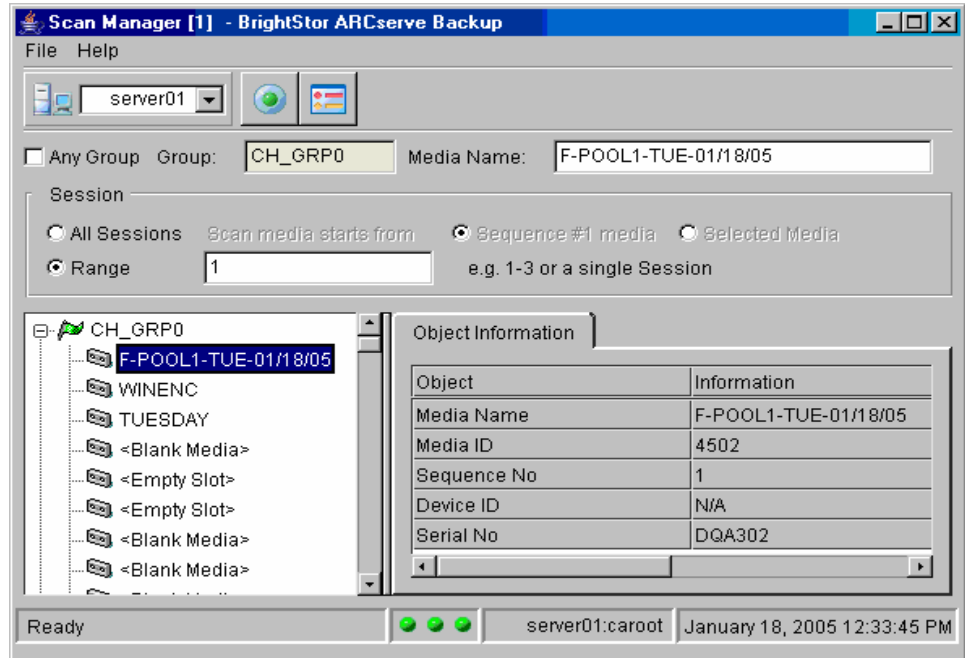 Scan Manager [1] - BrightStor ARCserve Backup
File Help
server01
Any Group Group: CH_GRP0 Media Name: F-POOL1-TUE-01/18/05
Session
All Sessions Scan media starts from Sequence #1 media Selected Media
Range 1 e.g. 1-3 or a single Session
CH_GRP0
F-POOL1-TUE-01/18/05
WINENC
TUESDAY
<Blank Media>
<Empty Slot>
<Empty Slot>
<Blank Media>
<Blank Media>
Object Information
Object Information
Media Name F-POOL1-TUE-01/18/05
Media ID 4502
Sequence No 1
Device ID N/A
Serial No DQA302
Ready server01:caroot January 18, 2005 12:33:45 PM